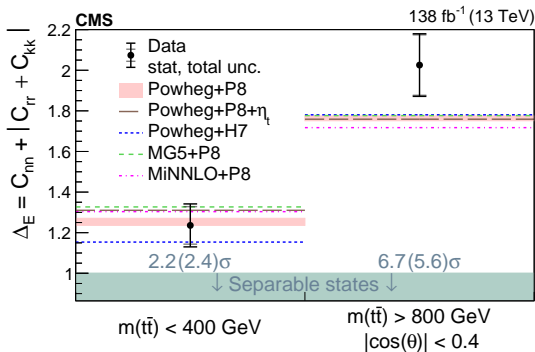 CMS 138 fb⁻¹ (13 TeV)
Δ_E = C_nn + | C_rr + C_kk |
2.2
2
1.8
1.6
1.4
1.2
1
Data
stat, total unc.
Powheg+P8
Powheg+P8+η_t
Powheg+H7
MG5+P8
MiNNLO+P8
2.2(2.4)σ 6.7(5.6)σ
↓ Separable states ↓
m(tt̄) < 400 GeV
m(tt̄) > 800 GeV
|cos(θ)| < 0.4